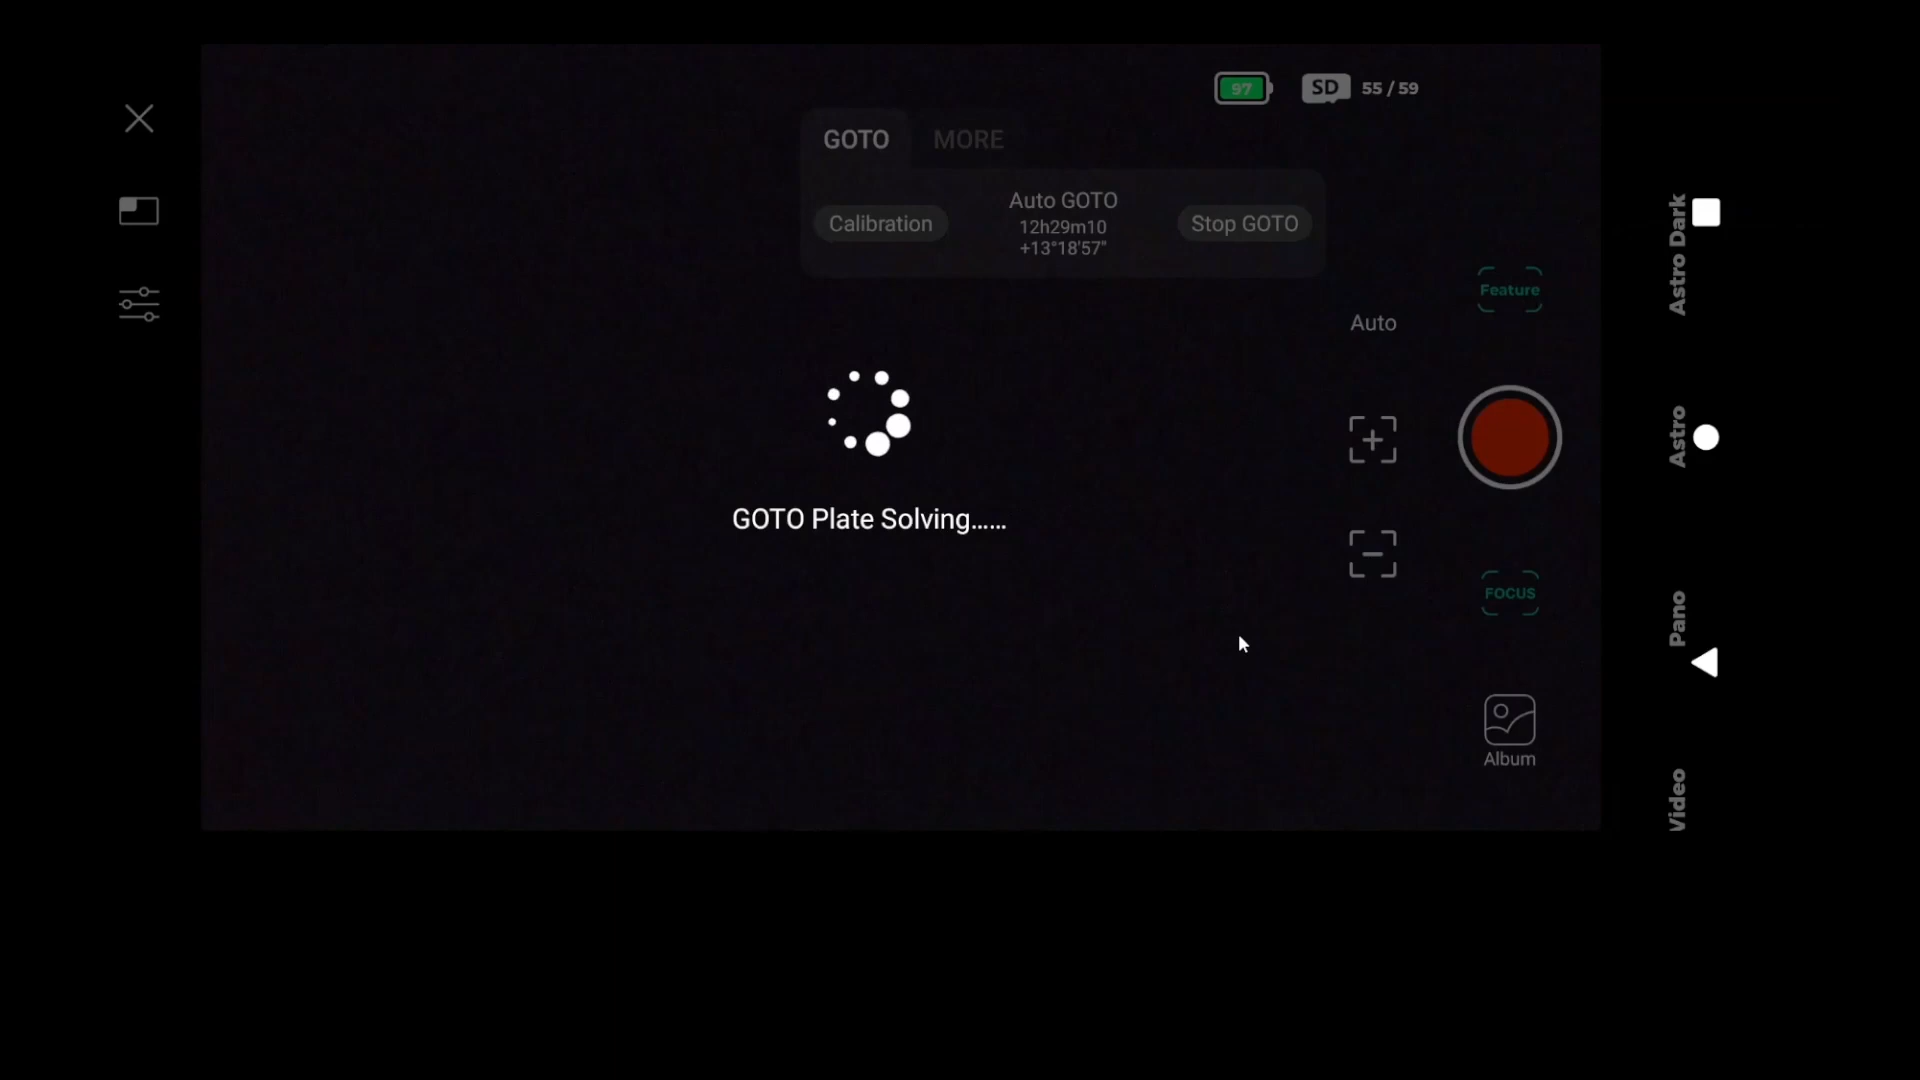 97
SD
55 / 59
GOTO
MORE
Auto GOTO
Calibration
12h29m10
+13°18'57"
Stop GOTO
Astro Dark
Feature
Auto
Astro
GOTO Plate Solving......
FOCUS
Pano
Album
Video